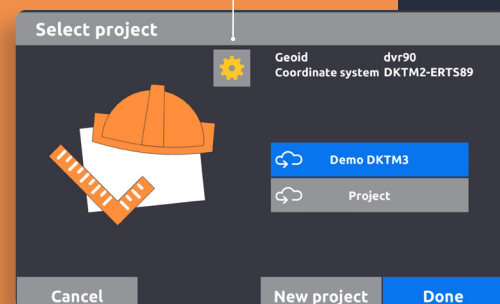 Select project
Geoid dvr90
Coordinate system DKTM2-ERTS89
Demo DKTM3
Project
Cancel New project Done